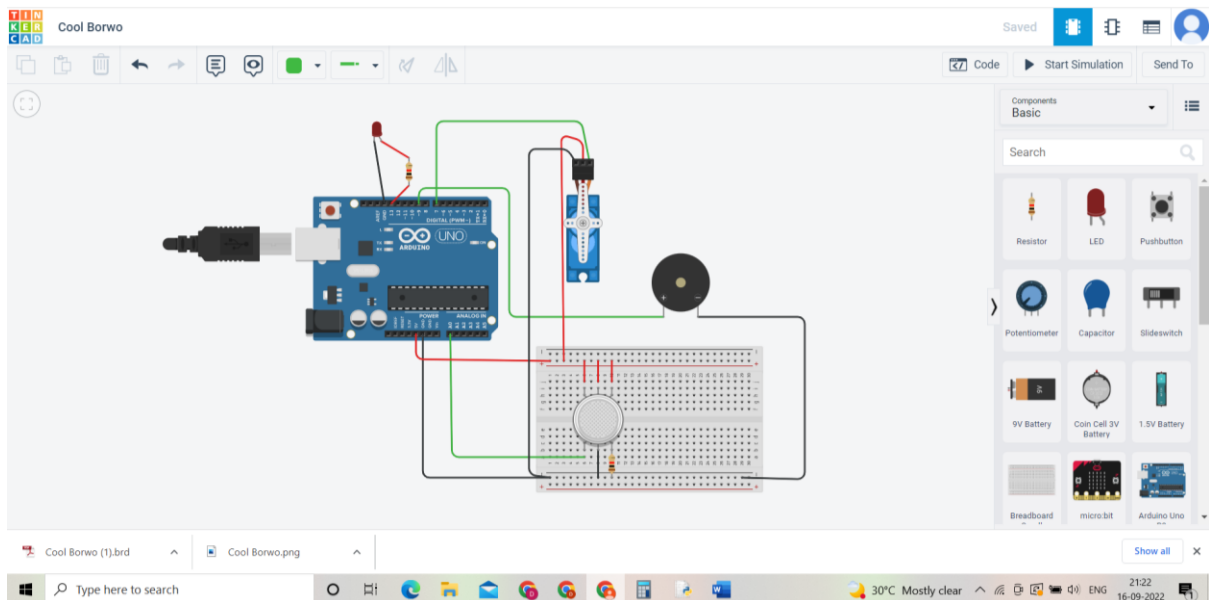 TIN
KER
CAD
Cool Borwo
Saved
Code
Start Simulation
Send To
Components
Basic
Search
Resistor
LED
Pushbutton
Potentiometer
Capacitor
Slideswitch
9V Battery
Coin Cell 3V
Battery
1.5V Battery
Breadboard
micro:bit
Arduino Uno
DIGITAL (PWM~)
UNO
ARDUINO
POWER
ANALOG IN
Cool Borwo (1).brd
Cool Borwo.png
Show all
Type here to search
30°C Mostly clear
ENG
21:22
16-09-2022